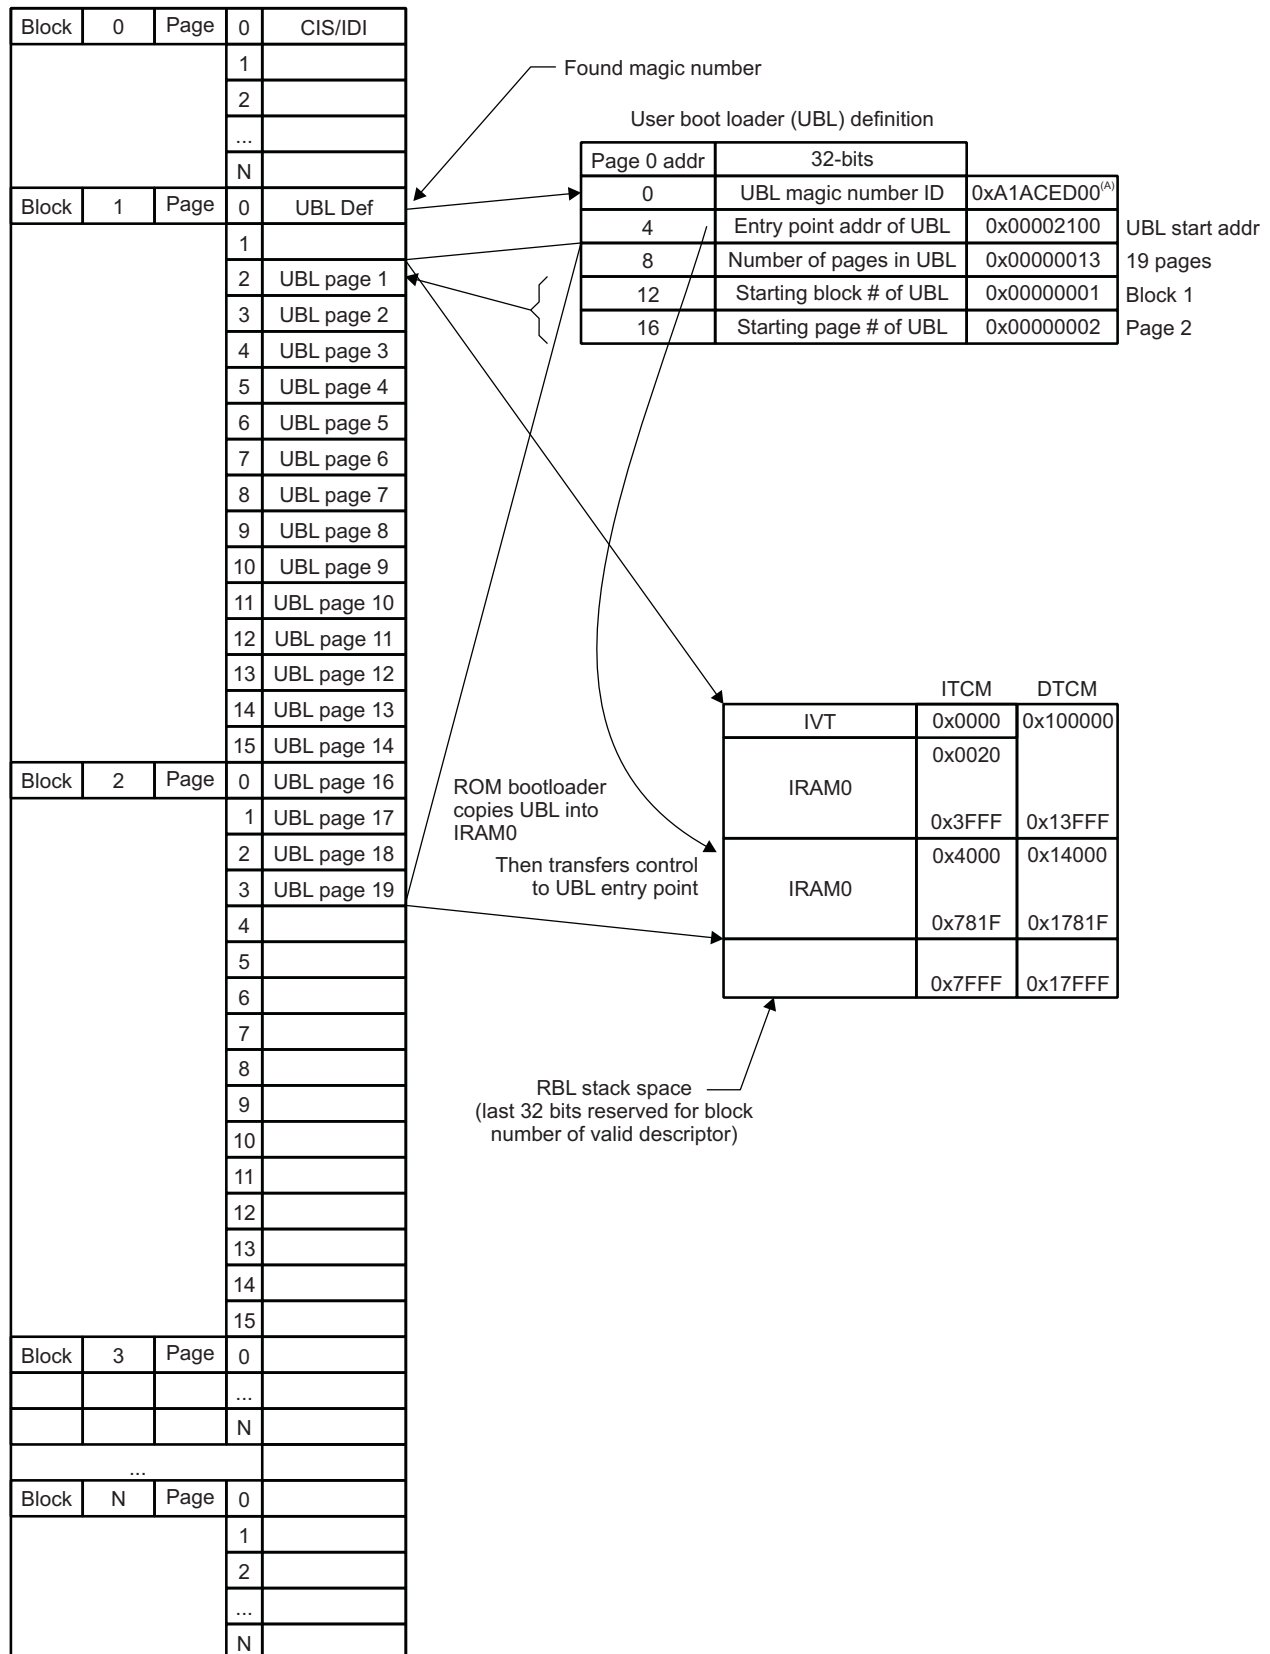 Block 0 Page 0 CIS/IDI
1
2
...
N
Found magic number
User boot loader (UBL) definition
Page 0 addr 32-bits
0 UBL magic number ID 0xA1ACED00(A)
4 Entry point addr of UBL 0x00002100 UBL start addr
8 Number of pages in UBL 0x00000013 19 pages
12 Starting block # of UBL 0x00000001 Block 1
16 Starting page # of UBL 0x00000002 Page 2
Block 1 Page 0 UBL Def
1
2 UBL page 1
3 UBL page 2
4 UBL page 3
5 UBL page 4
6 UBL page 5
7 UBL page 6
8 UBL page 7
9 UBL page 8
10 UBL page 9
11 UBL page 10
12 UBL page 11
13 UBL page 12
14 UBL page 13
15 UBL page 14
Block 2 Page 0 UBL page 16
1 UBL page 17
2 UBL page 18
3 UBL page 19
4
5
6
7
8
9
10
11
12
13
14
15
ROM bootloader
copies UBL into
IRAM0
Then transfers control
to UBL entry point
ITCM DTCM
IVT 0x0000 0x100000
0x0020
IRAM0
0x3FFF 0x13FFF
0x4000 0x14000
IRAM0
0x781F 0x1781F
0x7FFF 0x17FFF
RBL stack space
(last 32 bits reserved for block
number of valid descriptor)
Block 3 Page 0
...
N
...
Block N Page 0
1
2
...
N